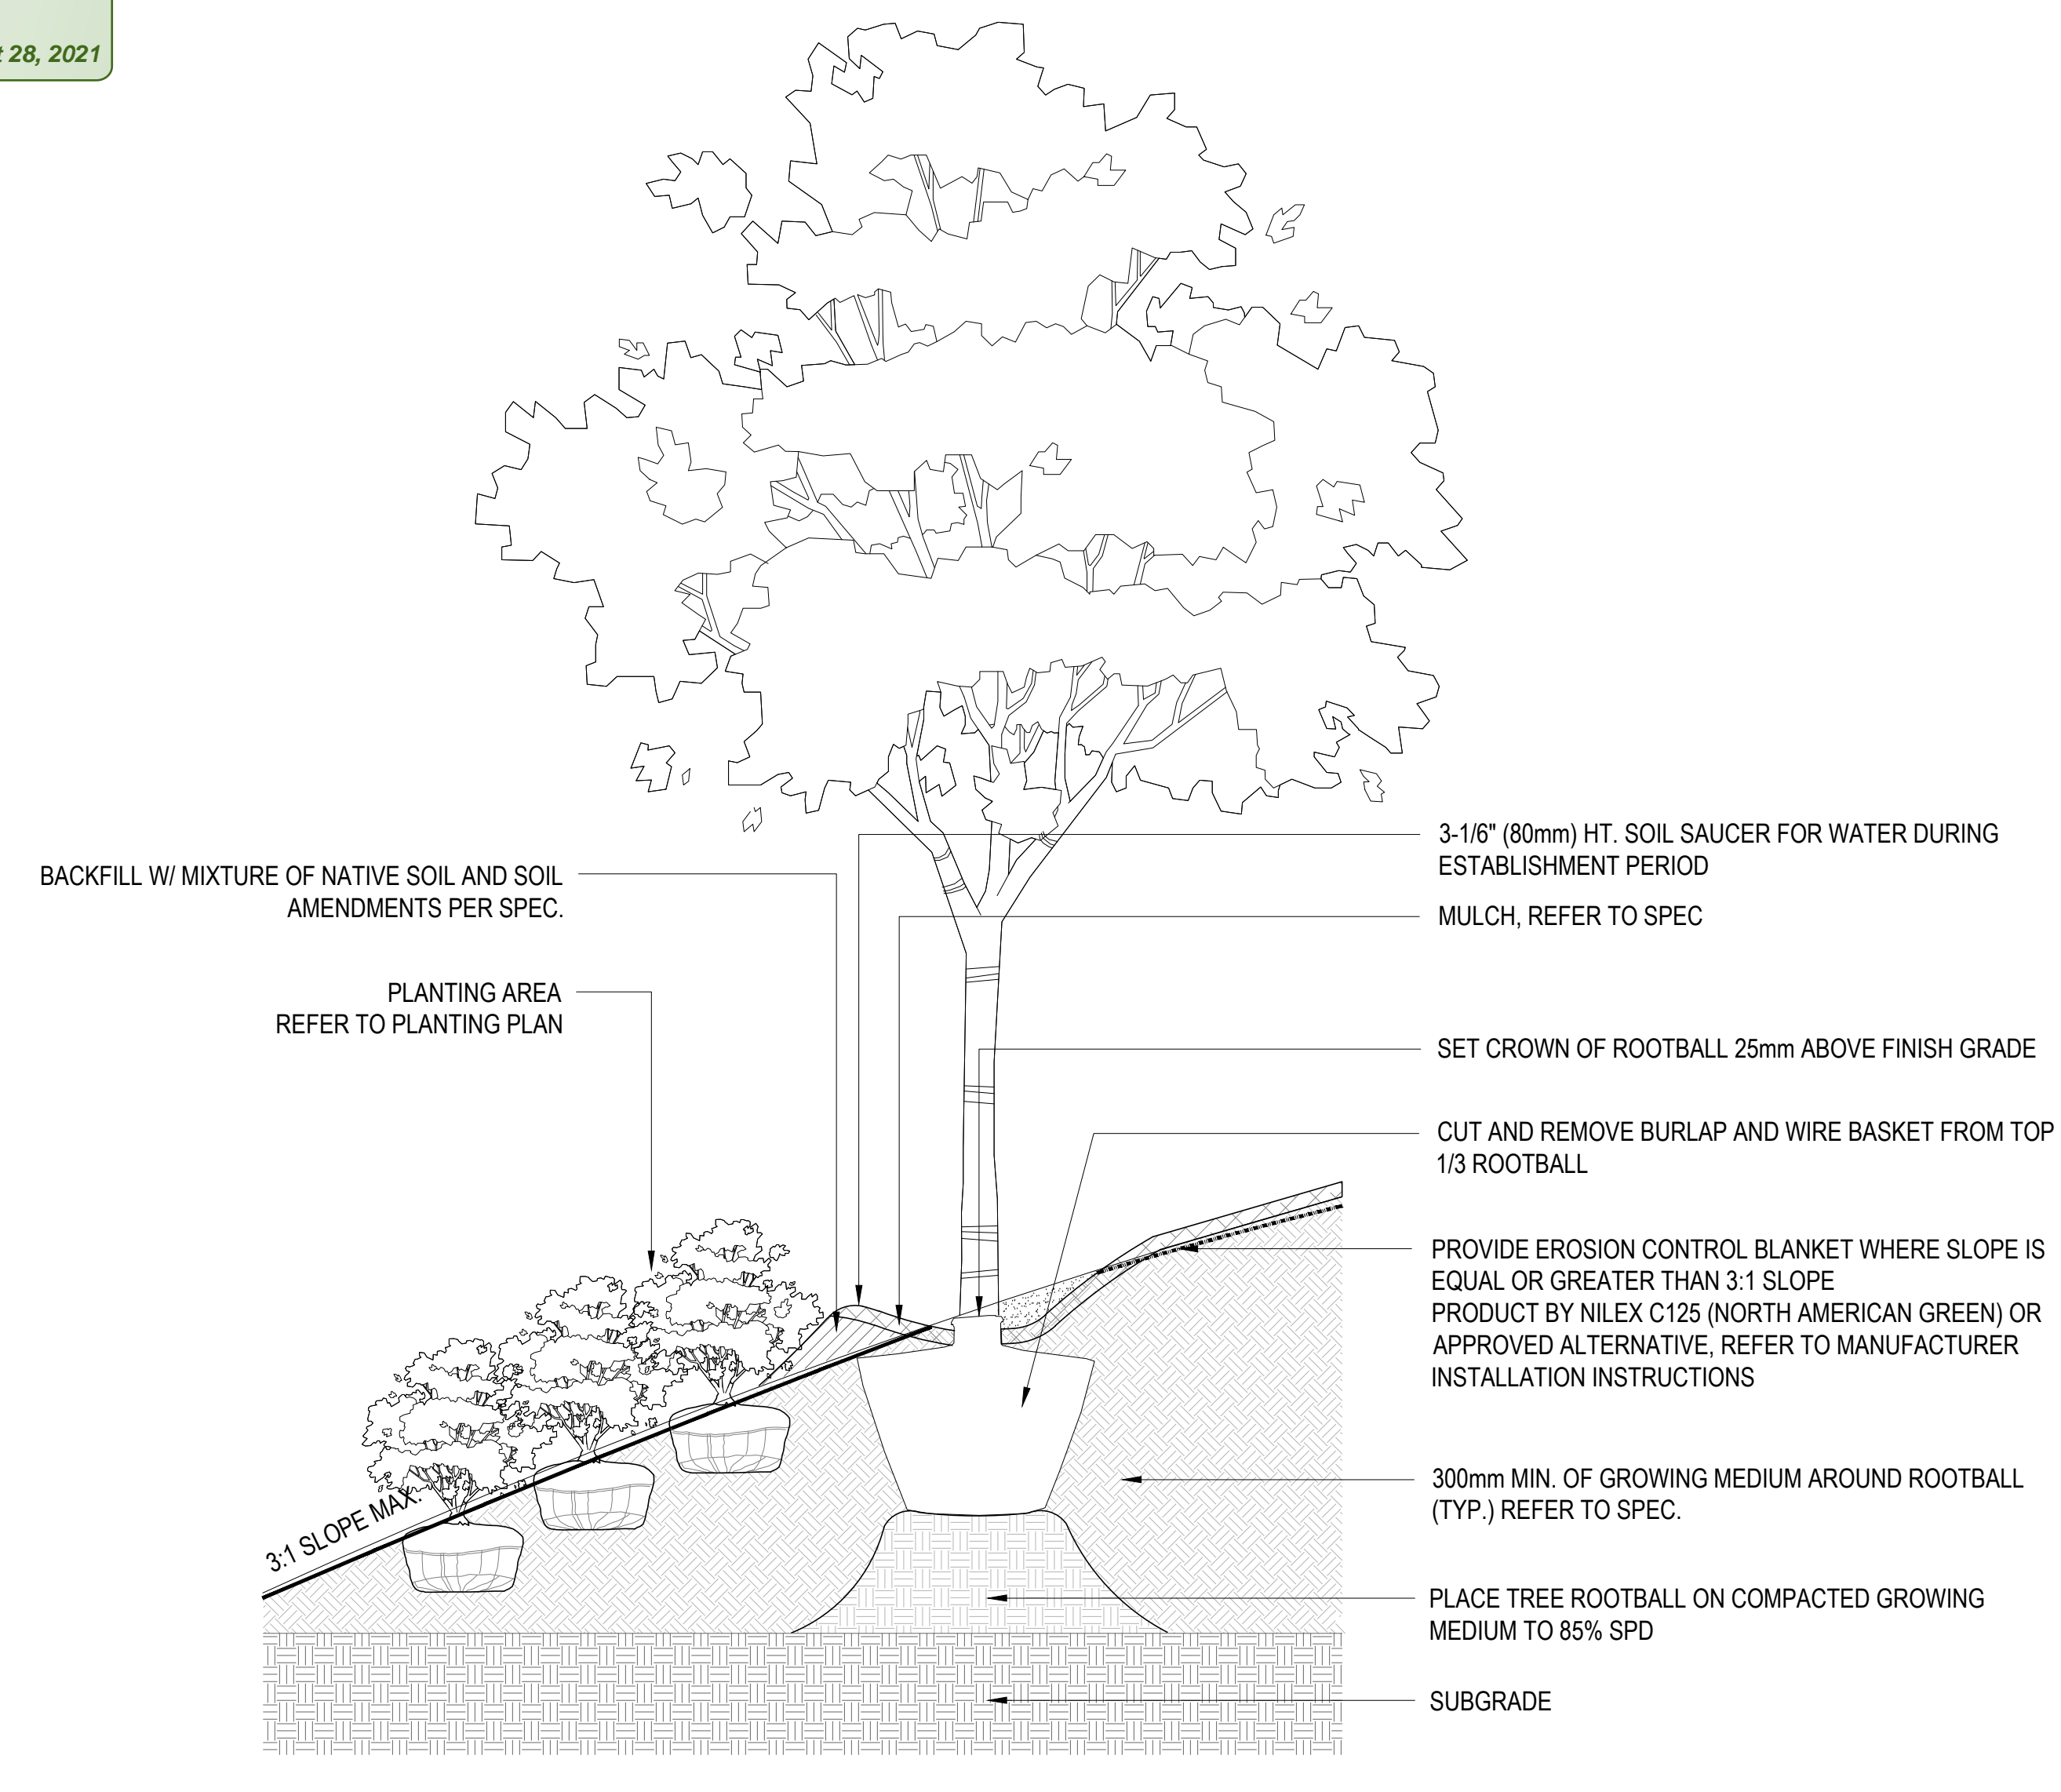 28, 2021
BACKFILL W/ MIXTURE OF NATIVE SOIL AND SOIL
AMENDMENTS PER SPEC.
PLANTING AREA
REFER TO PLANTING PLAN
3:1 SLOPE MAX.
3-1/6" (80mm) HT. SOIL SAUCER FOR WATER DURING
ESTABLISHMENT PERIOD
MULCH, REFER TO SPEC
SET CROWN OF ROOTBALL 25mm ABOVE FINISH GRADE
CUT AND REMOVE BURLAP AND WIRE BASKET FROM TOP
1/3 ROOTBALL
PROVIDE EROSION CONTROL BLANKET WHERE SLOPE IS
EQUAL OR GREATER THAN 3:1 SLOPE
PRODUCT BY NILEX C125 (NORTH AMERICAN GREEN) OR
APPROVED ALTERNATIVE, REFER TO MANUFACTURER
INSTALLATION INSTRUCTIONS
300mm MIN. OF GROWING MEDIUM AROUND ROOTBALL
(TYP.) REFER TO SPEC.
PLACE TREE ROOTBALL ON COMPACTED GROWING
MEDIUM TO 85% SPD
SUBGRADE